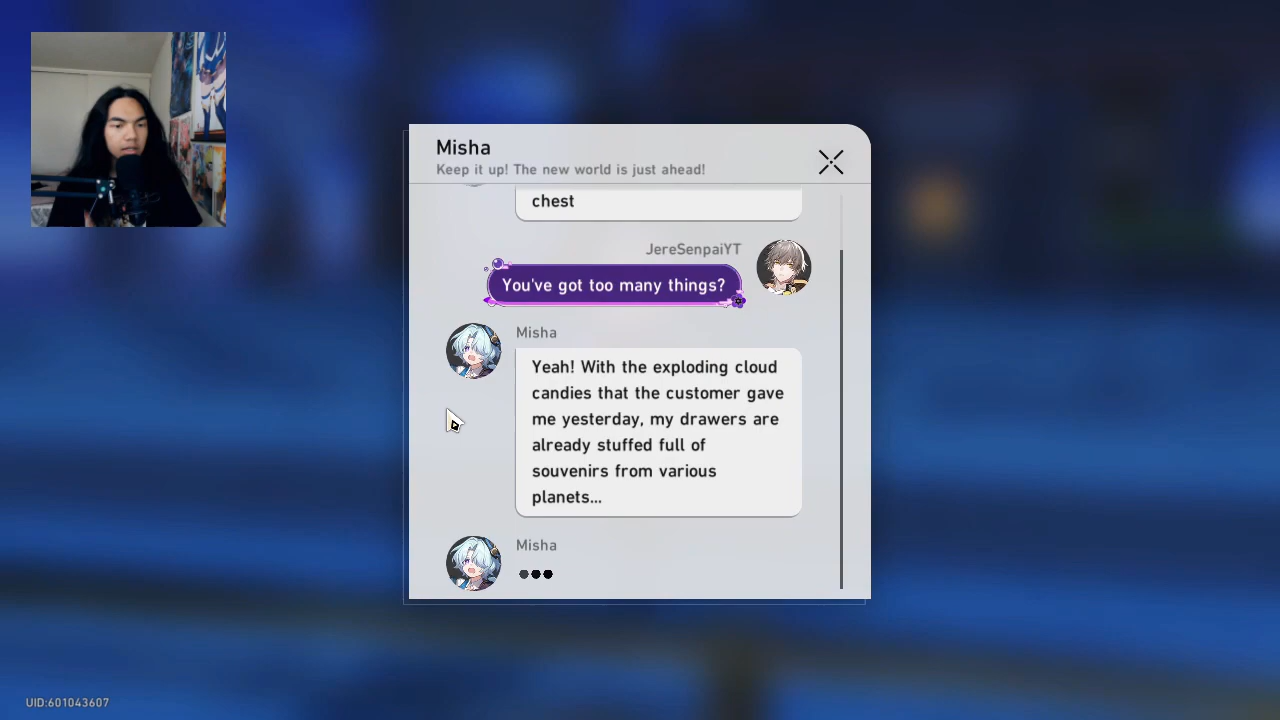 Misha
Keep it up! The new world is just ahead!
chest
JereSenpaiYT
You've got too many things?
Misha
Yeah! With the exploding cloud
candies that the customer gave
me yesterday, my drawers are
already stuffed full of
souvenirs from various
planets...
Misha
UID:601043607